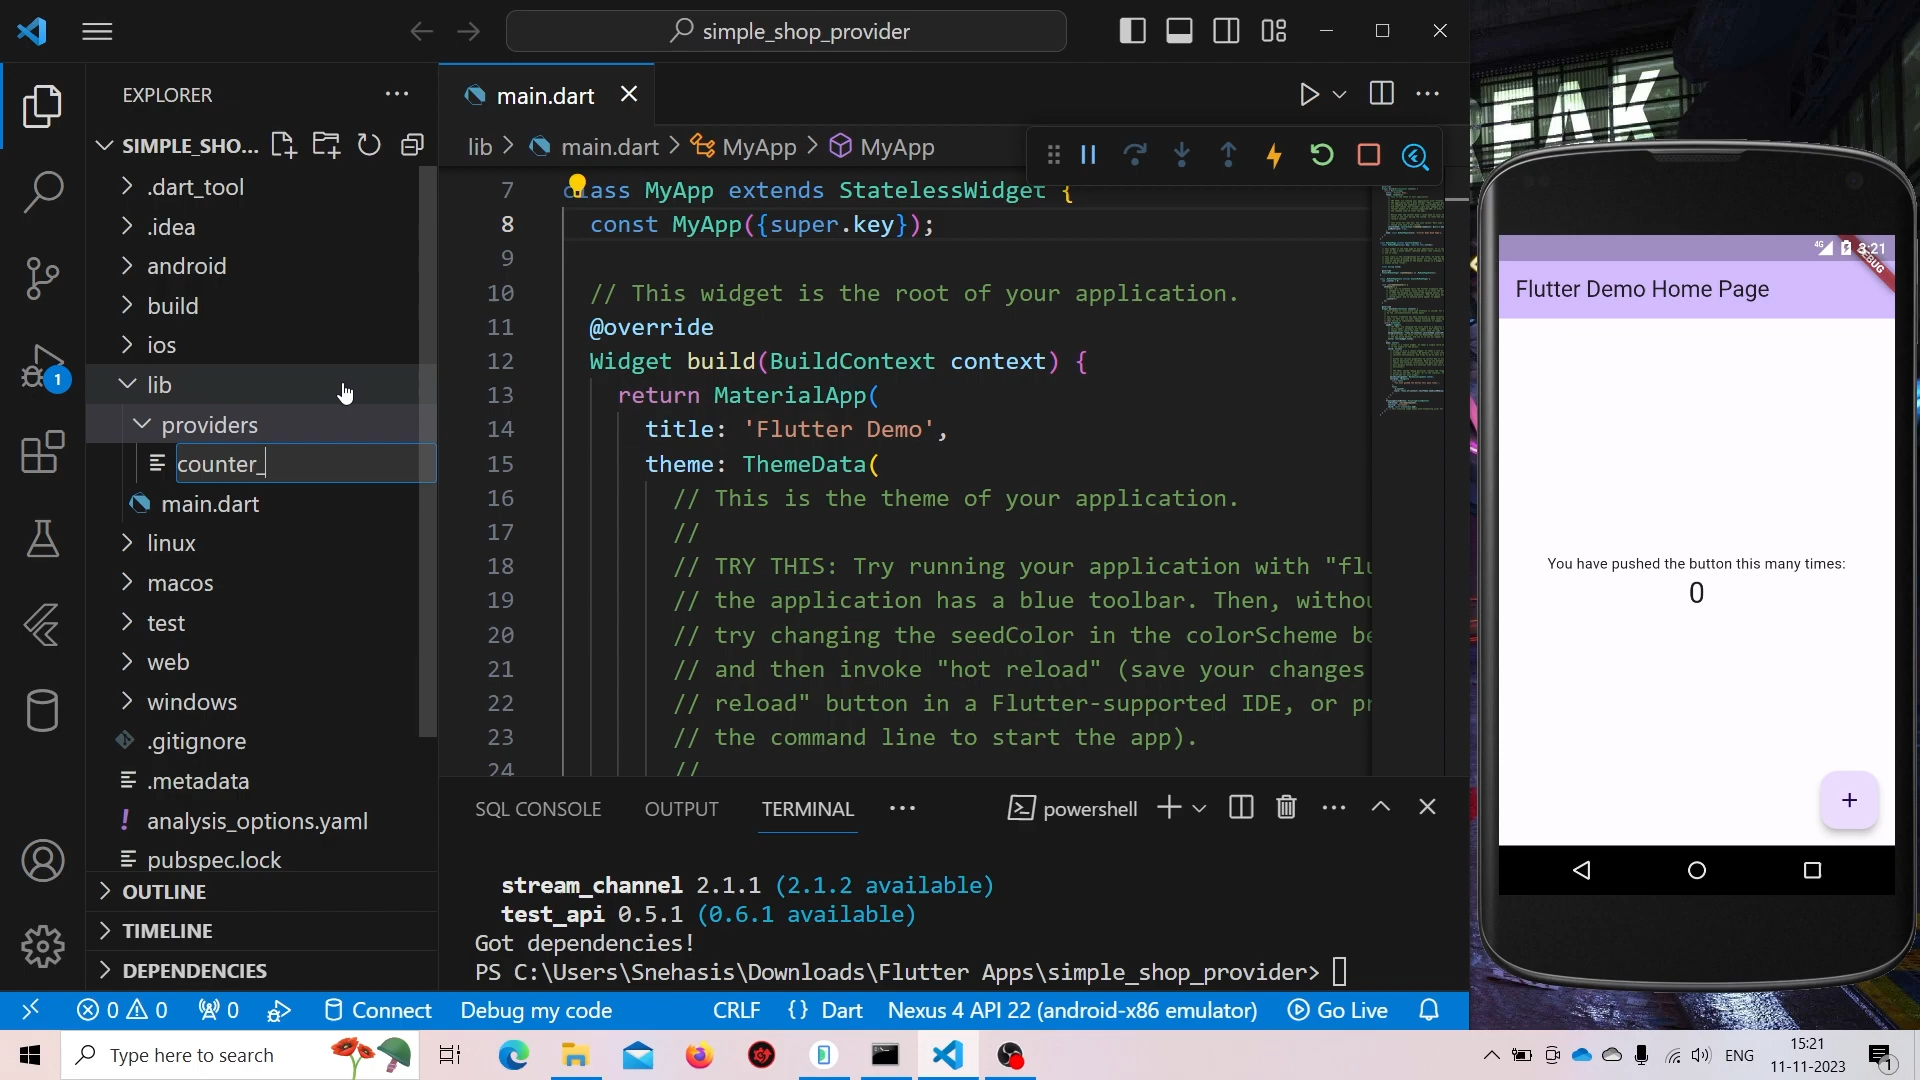 simple_shop_provider
EXPLORER
SIMPLE_SHO...
.dart_tool
.idea
android
build
ios
lib
providers
counter_
main.dart
linux
macos
test
web
windows
.gitignore
.metadata
analysis_options.yaml
pubspec.lock
OUTLINE
TIMELINE
DEPENDENCIES
1
main.dart
lib > main.dart > MyApp > MyApp
7 class MyApp extends StatelessWidget {
8 const MyApp({super.key});
9
10 // This widget is the root of your application.
11 @override
12 Widget build(BuildContext context) {
13 return MaterialApp(
14 title: 'Flutter Demo',
15 theme: ThemeData(
16 // This is the theme of your application.
17 //
18 // TRY THIS: Try running your application with "flu
19 // the application has a blue toolbar. Then, withou
20 // try changing the seedColor in the colorScheme be
21 // and then invoke "hot reload" (save your changes
22 // reload" button in a Flutter-supported IDE, or pr
23 // the command line to start the app).
24 //
SQL CONSOLE OUTPUT TERMINAL ... powershell
stream_channel 2.1.1 (2.1.2 available)
test_api 0.5.1 (0.6.1 available)
Got dependencies!
PS C:\Users\Snehasis\Downloads\Flutter Apps\simple_shop_provider>
0 0 0 Connect Debug my code CRLF {} Dart Nexus 4 API 22 (android-x86 emulator) Go Live
EAK
4G 3:21
DEBUG
Flutter Demo Home Page
You have pushed the button this many times:
0
+
Type here to search
ENG
15:21
11-11-2023
1